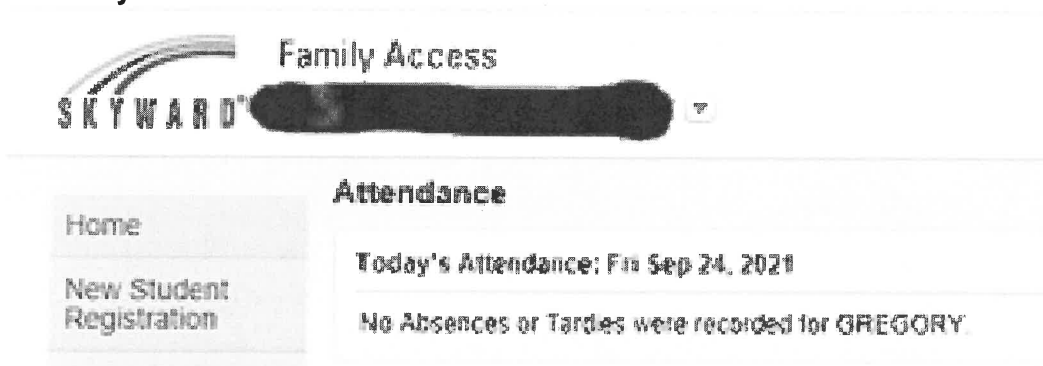 Family Access
SKYWARD®
Attendance
Home
Today's Attendance: Fri Sep 24, 2021
New Student
Registration
No Absences or Tardies were recorded for GREGORY.